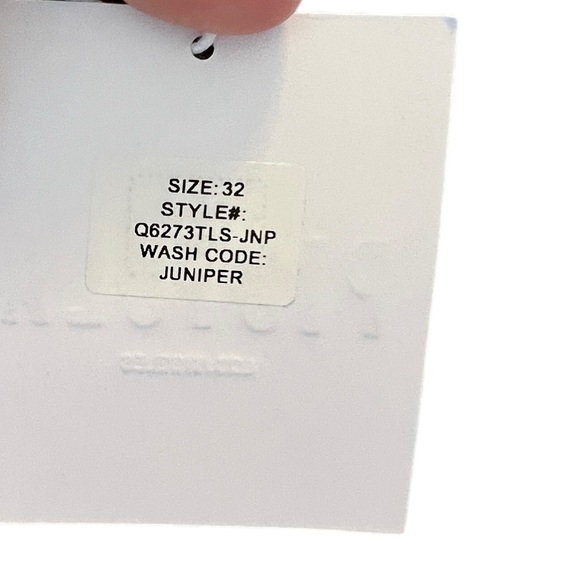 SIZE: 32
STYLE#:
Q6273TLS-JNP
WASH CODE:
JUNIPER